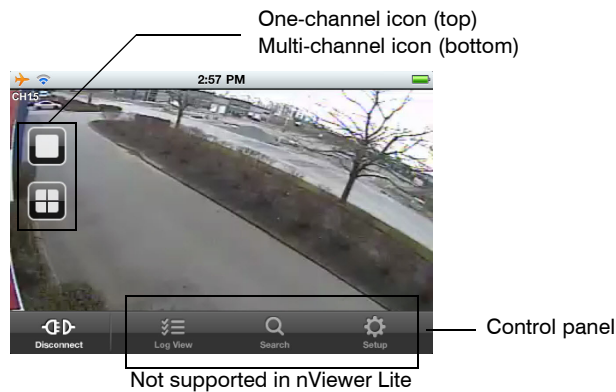 One-channel icon (top)
Multi-channel icon (bottom)
2:57 PM
CH15
Disconnect
Log View
Search
Setup
Control panel
Not supported in nViewer Lite